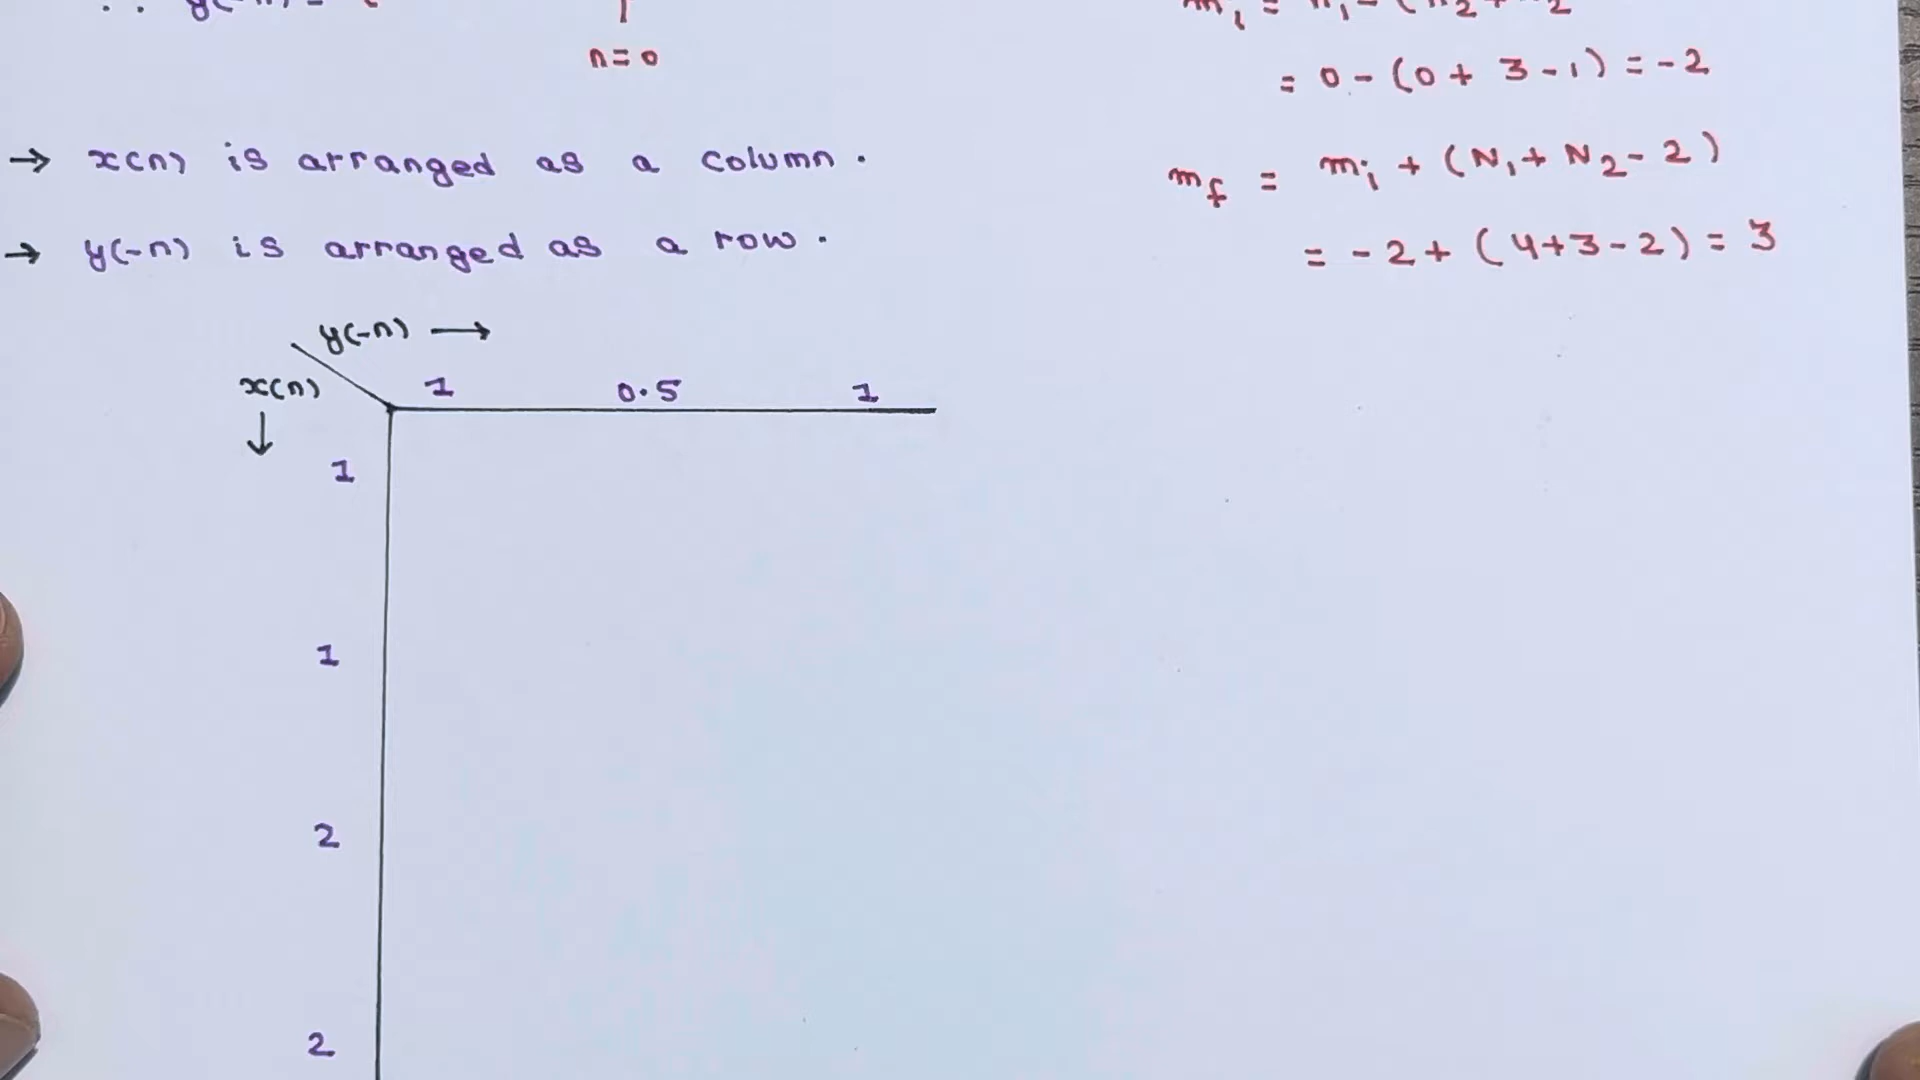 n=0
= 0-(0+ 3-1) = -2
→ x(n) is arranged as a column.
m_f = m_i + (N_1+ N_2-2)
→ y(-n) is arranged as a row.
= -2+ (4+3-2) = 3
y(-n) →
x(n) ↓
1 0.5 1
1
1
2
2